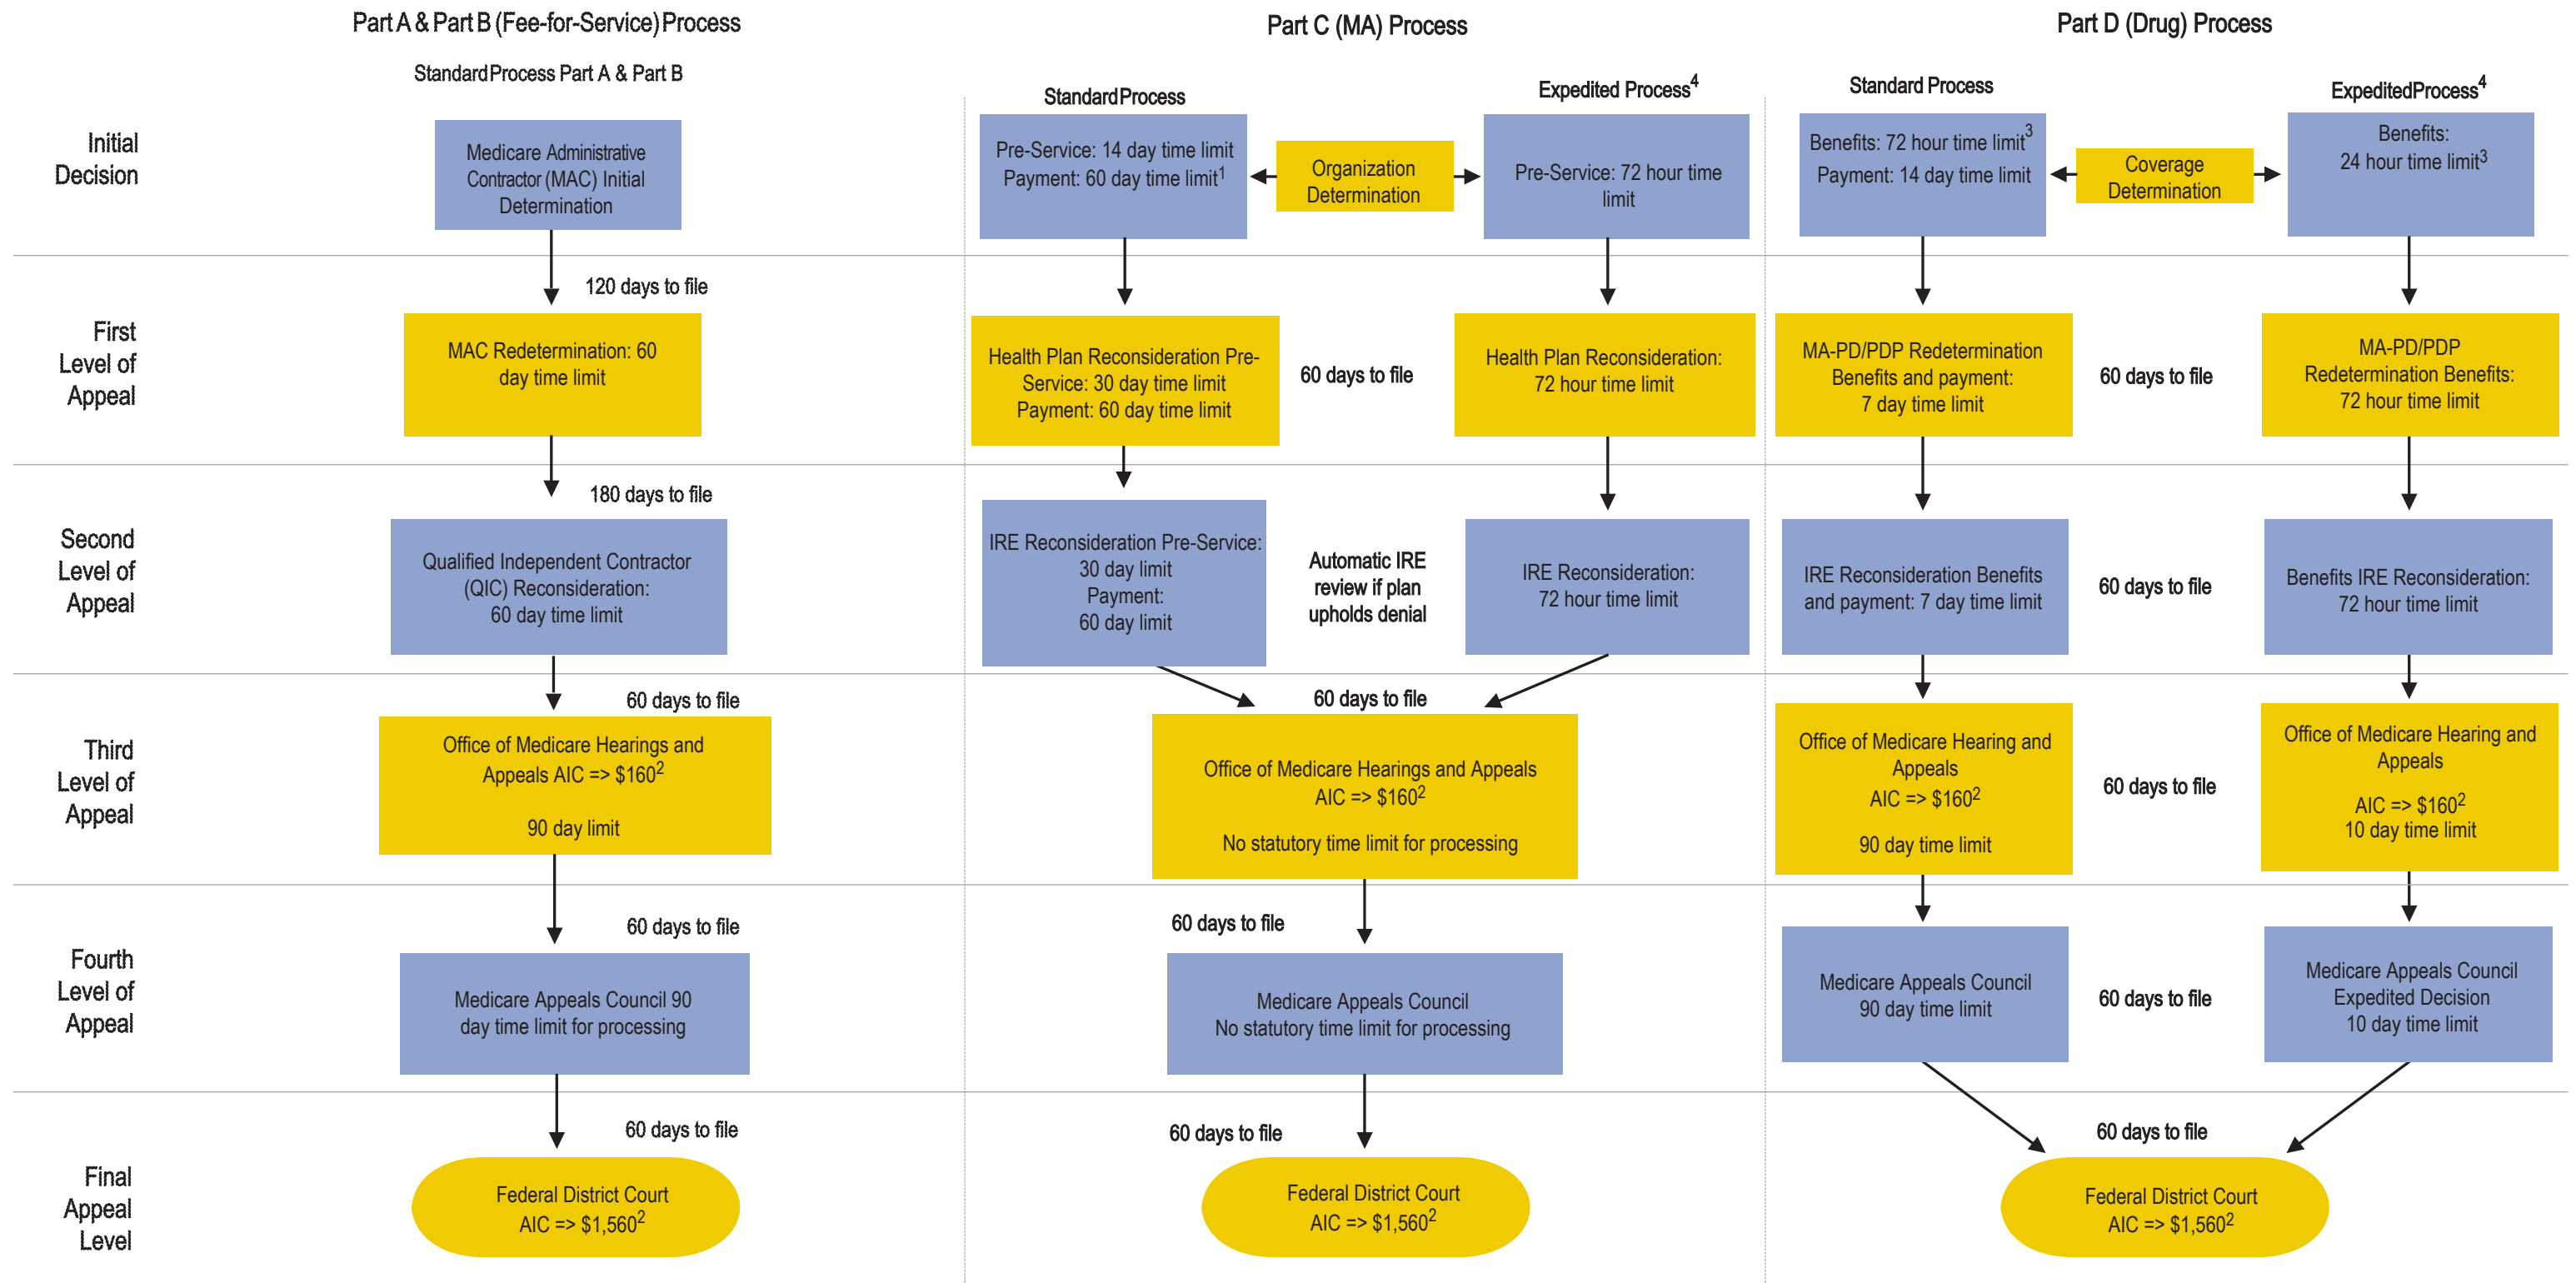 Part A & Part B (Fee-for-Service) Process
Part C (MA) Process
Part D (Drug) Process
Standard Process Part A & Part B
Standard Process
Expedited Process4
Standard Process
Expedited Process4
Initial
Decision
Medicare Administrative
Contractor (MAC) Initial
Determination
Pre-Service: 14 day time limit
Payment: 60 day time limit1
Organization
Determination
Pre-Service: 72 hour time
limit
Benefits: 72 hour time limit3
Payment: 14 day time limit
Coverage
Determination
Benefits:
24 hour time limit3
120 days to file
First
Level of
Appeal
MAC Redetermination: 60
day time limit
Health Plan Reconsideration Pre-
Service: 30 day time limit
Payment: 60 day time limit
60 days to file
Health Plan Reconsideration:
72 hour time limit
MA-PD/PDP Redetermination
Benefits and payment:
7 day time limit
60 days to file
MA-PD/PDP
Redetermination Benefits:
72 hour time limit
180 days to file
Second
Level of
Appeal
Qualified Independent Contractor
(QIC) Reconsideration:
60 day time limit
IRE Reconsideration Pre-Service:
30 day limit
Payment:
60 day limit
Automatic IRE
review if plan
upholds denial
IRE Reconsideration:
72 hour time limit
IRE Reconsideration Benefits
and payment: 7 day time limit
60 days to file
Benefits IRE Reconsideration:
72 hour time limit
60 days to file
60 days to file
Third
Level of
Appeal
Office of Medicare Hearings and
Appeals AIC => $1602
90 day limit
Office of Medicare Hearings and Appeals
AIC => $1602
No statutory time limit for processing
Office of Medicare Hearing and
Appeals
AIC => $1602
90 day time limit
60 days to file
Office of Medicare Hearing and
Appeals
AIC => $1602
10 day time limit
60 days to file
60 days to file
Fourth
Level of
Appeal
Medicare Appeals Council 90
day time limit for processing
Medicare Appeals Council
No statutory time limit for processing
Medicare Appeals Council
90 day time limit
60 days to file
Medicare Appeals Council
Expedited Decision
10 day time limit
60 days to file
60 days to file
60 days to file
Final
Appeal
Level
Federal District Court
AIC => $1,5602
Federal District Court
AIC => $1,5602
Federal District Court
AIC => $1,5602